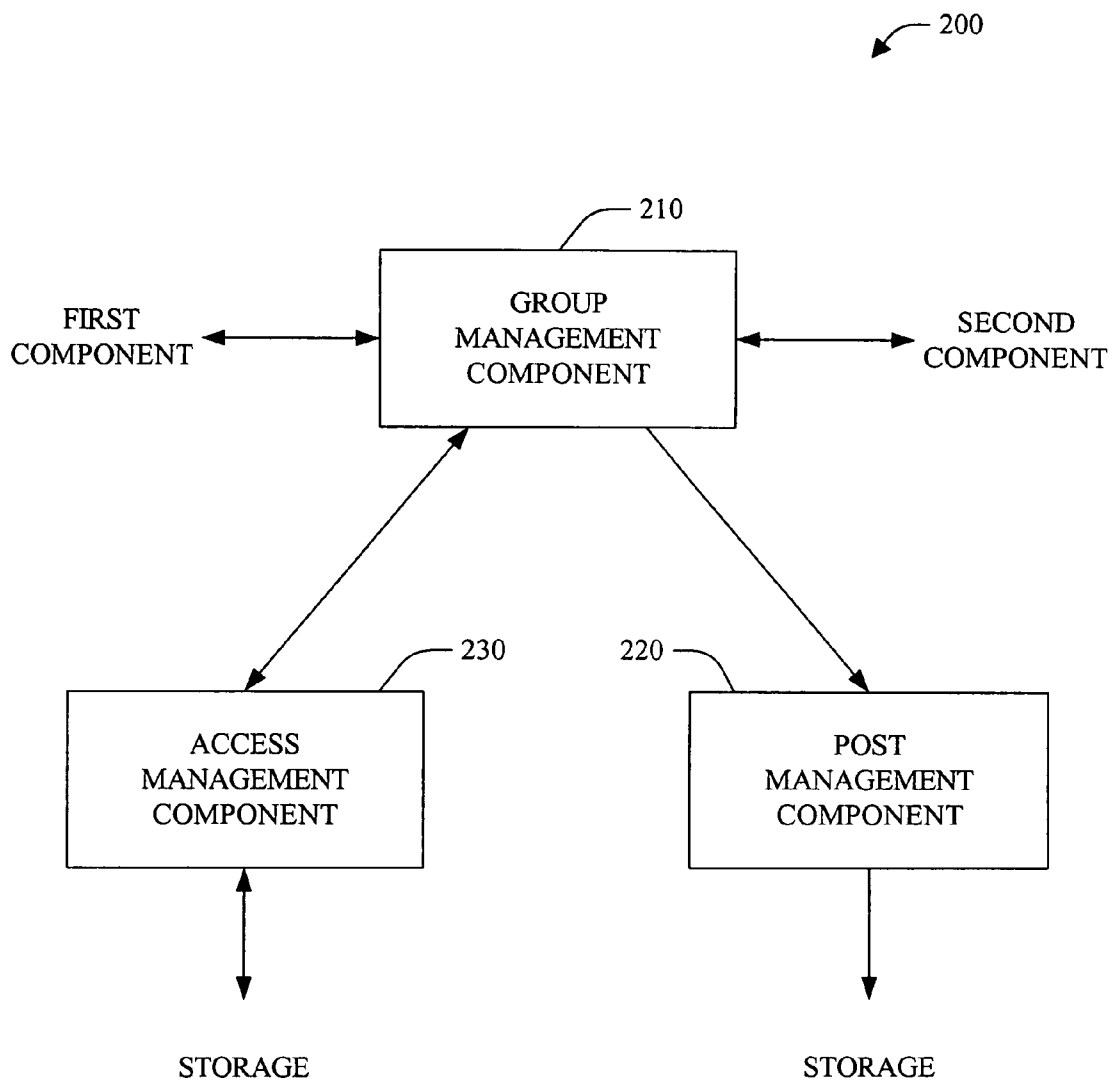 200
210
GROUP
MANAGEMENT
COMPONENT
FIRST
COMPONENT
SECOND
COMPONENT
230
220
ACCESS
MANAGEMENT
COMPONENT
POST
MANAGEMENT
COMPONENT
STORAGE
STORAGE